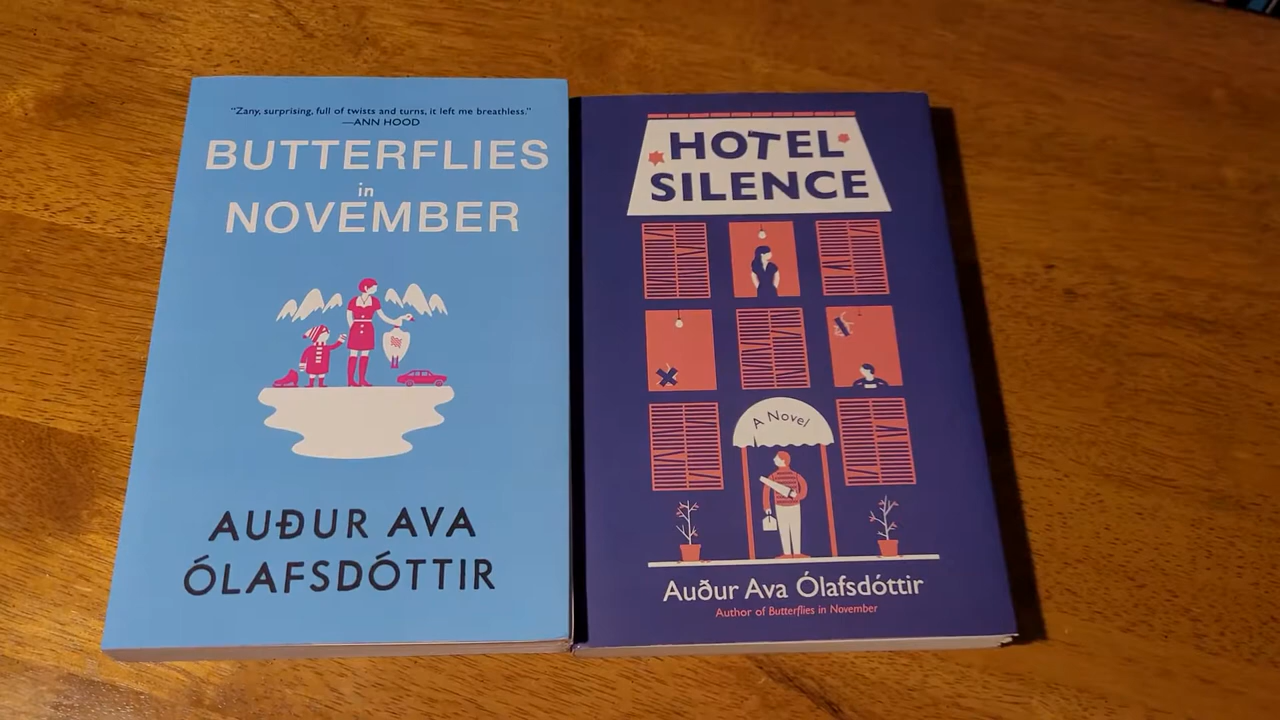 “Zany, surprising, full of twists and turns, it left me breathless.”
—ANN HOOD
BUTTERFLIES
in
NOVEMBER
AUÐUR AVA
ÓLAFSDÓTTIR
HOTEL
SILENCE
A Novel
Auður Ava Ólafsdóttir
Author of Butterflies in November